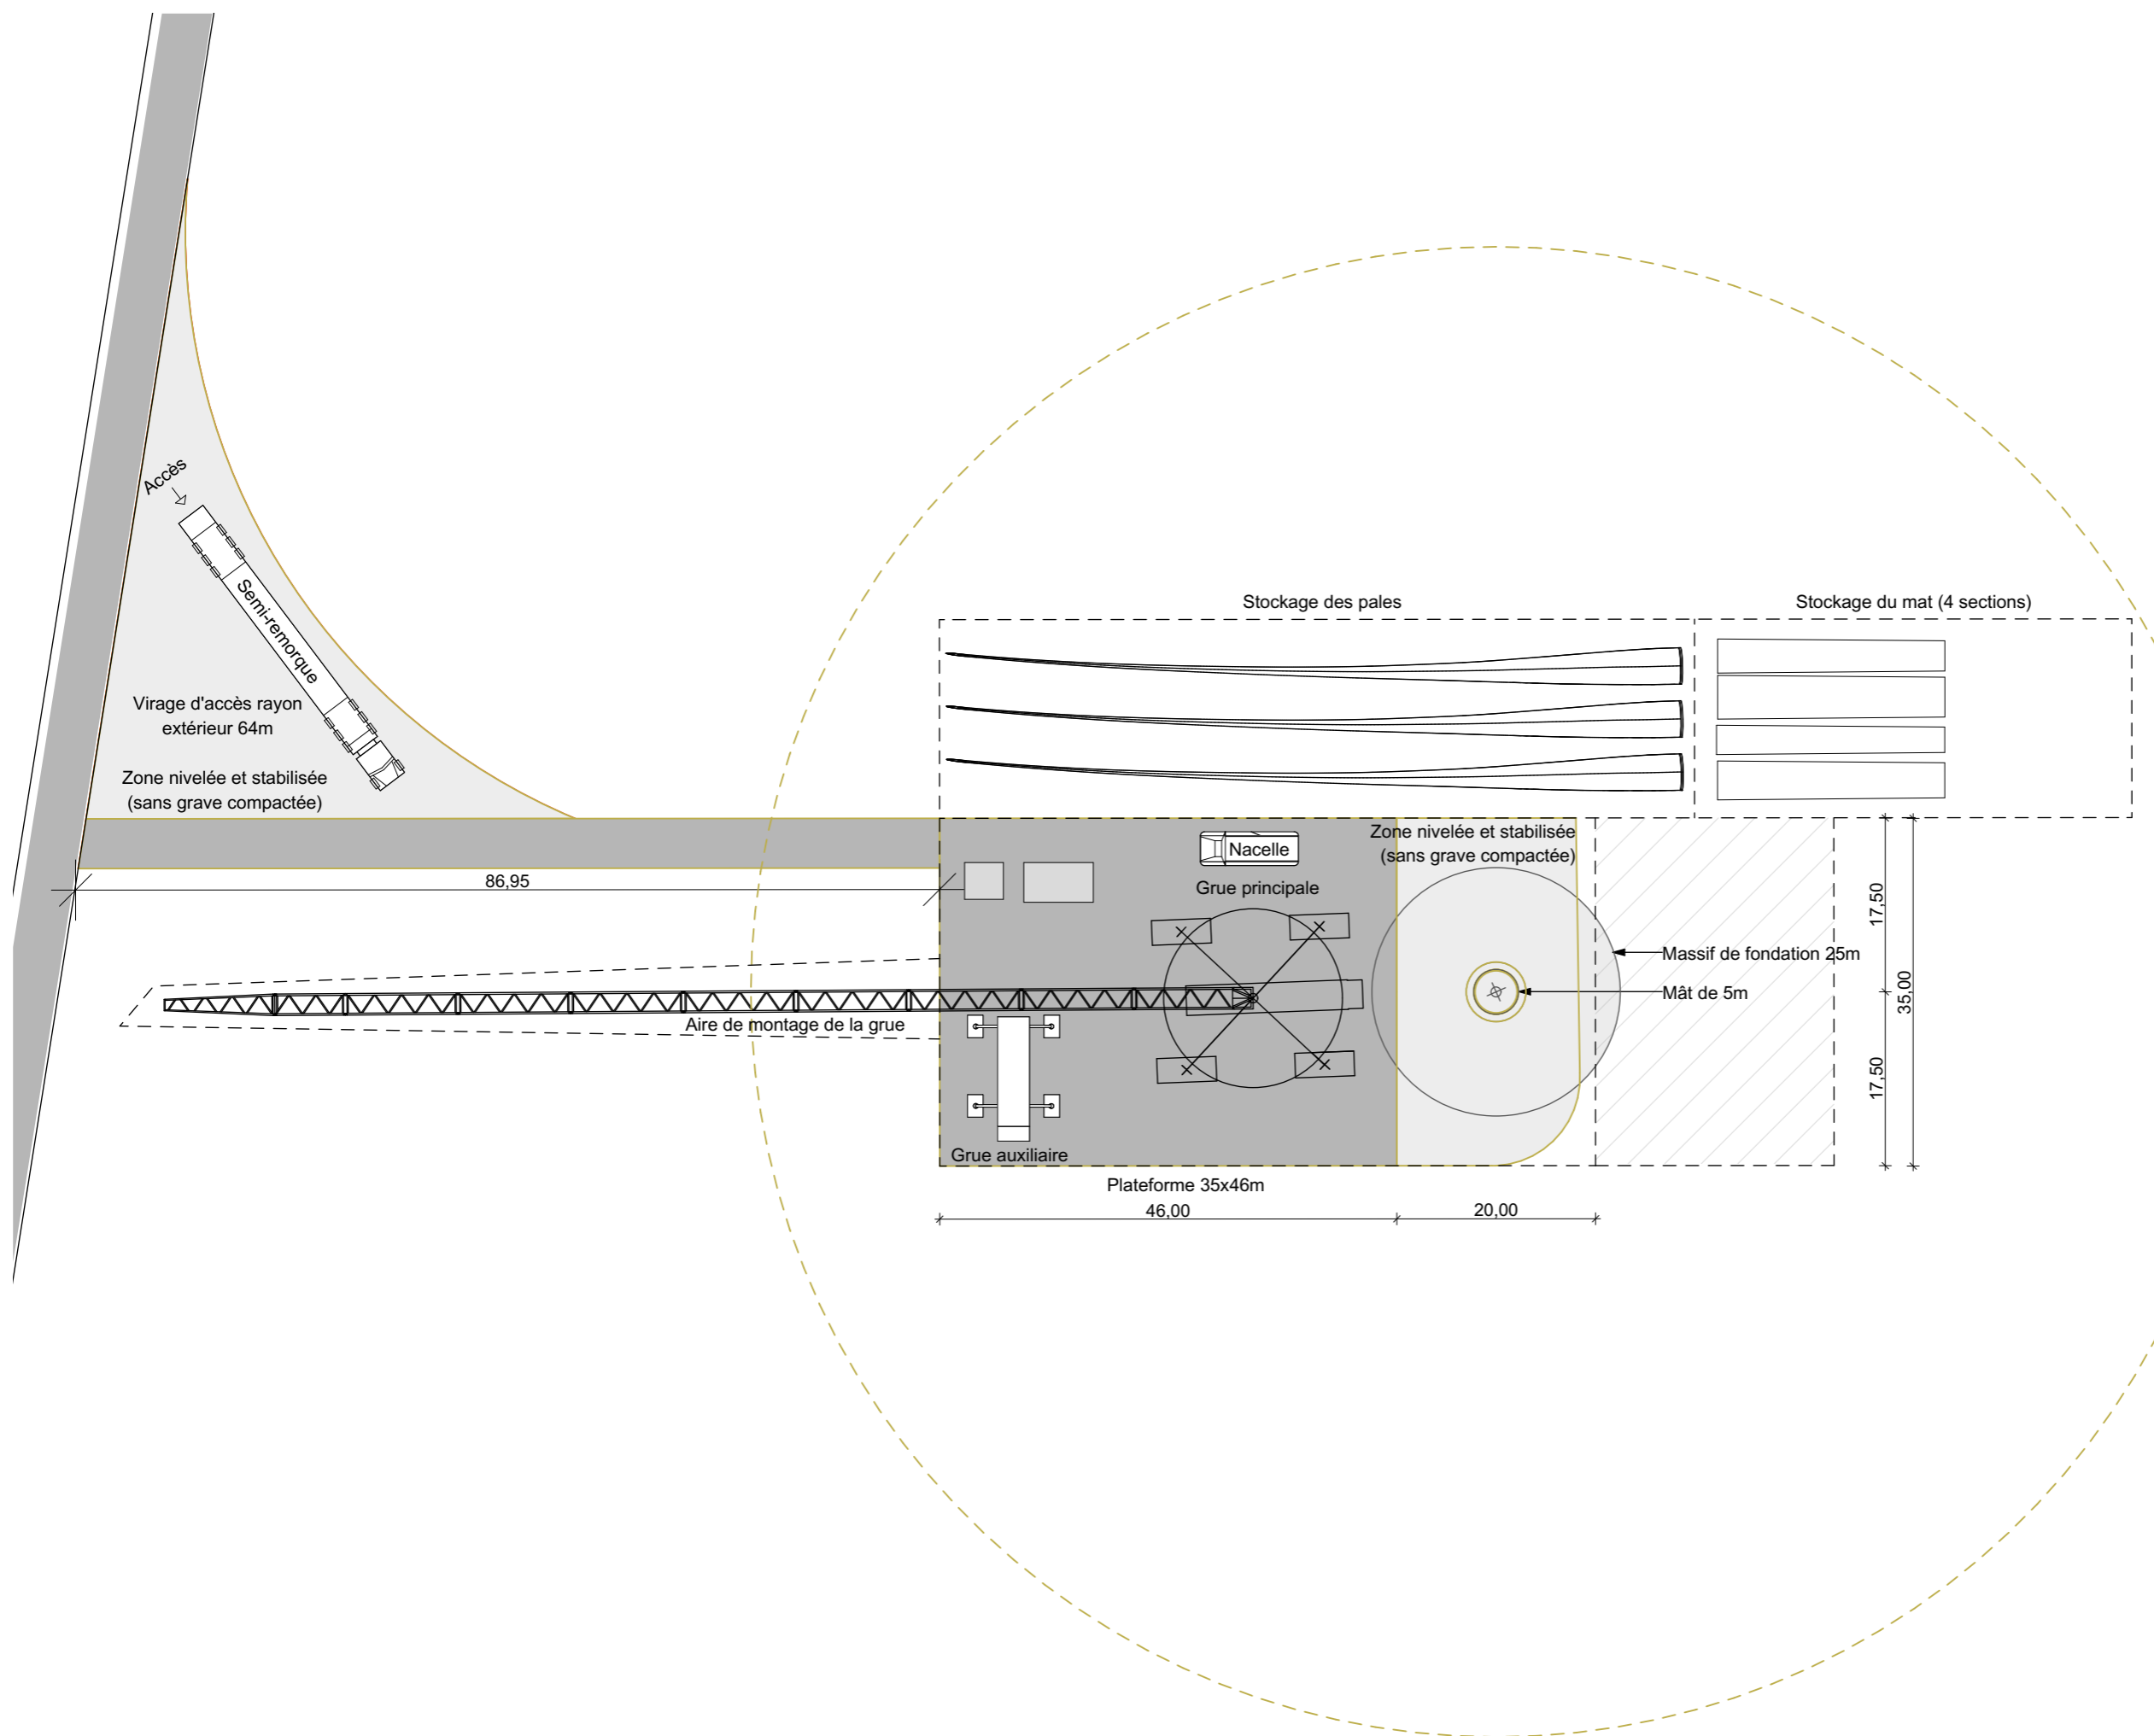 Accès
Semi-remorque
Virage d'accès rayon
extérieur 64m
Zone nivelée et stabilisée
(sans grave compactée)
86,95
Stockage des pales
Stockage du mat (4 sections)
Nacelle
Zone nivelée et stabilisée
(sans grave compactée)
Grue principale
17,50
Massif de fondation 25m
Mât de 5m
35,00
17,50
Aire de montage de la grue
Grue auxiliaire
Plateforme 35x46m
46,00
20,00